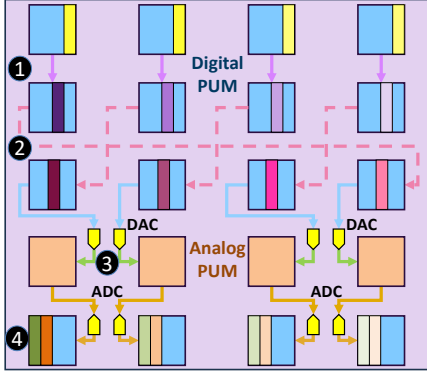 1
Digital
PUM
2
DAC
3
Analog
PUM
ADC
ADC
DAC
4